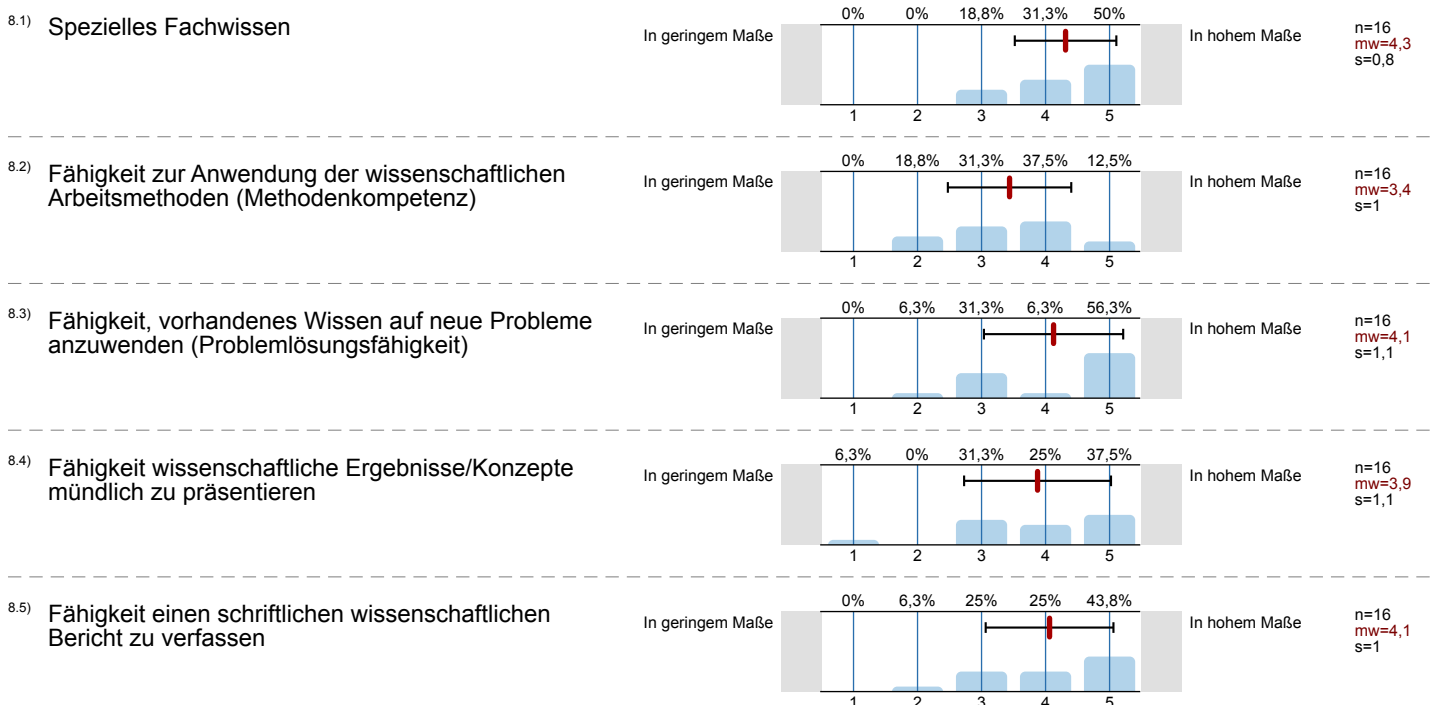 8.1) Spezielles Fachwissen
In geringem Maße
0% 0% 18,8% 31,3% 50%
1 2 3 4 5
In hohem Maße
n=16
mw=4,3
s=0,8
8.2) Fähigkeit zur Anwendung der wissenschaftlichen
Arbeitsmethoden (Methodenkompetenz)
In geringem Maße
0% 18,8% 31,3% 37,5% 12,5%
1 2 3 4 5
In hohem Maße
n=16
mw=3,4
s=1
8.3) Fähigkeit, vorhandenes Wissen auf neue Probleme
anzuwenden (Problemlösungsfähigkeit)
In geringem Maße
0% 6,3% 31,3% 6,3% 56,3%
1 2 3 4 5
In hohem Maße
n=16
mw=4,1
s=1,1
8.4) Fähigkeit wissenschaftliche Ergebnisse/Konzepte
mündlich zu präsentieren
In geringem Maße
6,3% 0% 31,3% 25% 37,5%
1 2 3 4 5
In hohem Maße
n=16
mw=3,9
s=1,1
8.5) Fähigkeit einen schriftlichen wissenschaftlichen
Bericht zu verfassen
In geringem Maße
0% 6,3% 25% 25% 43,8%
1 2 3 4 5
In hohem Maße
n=16
mw=4,1
s=1